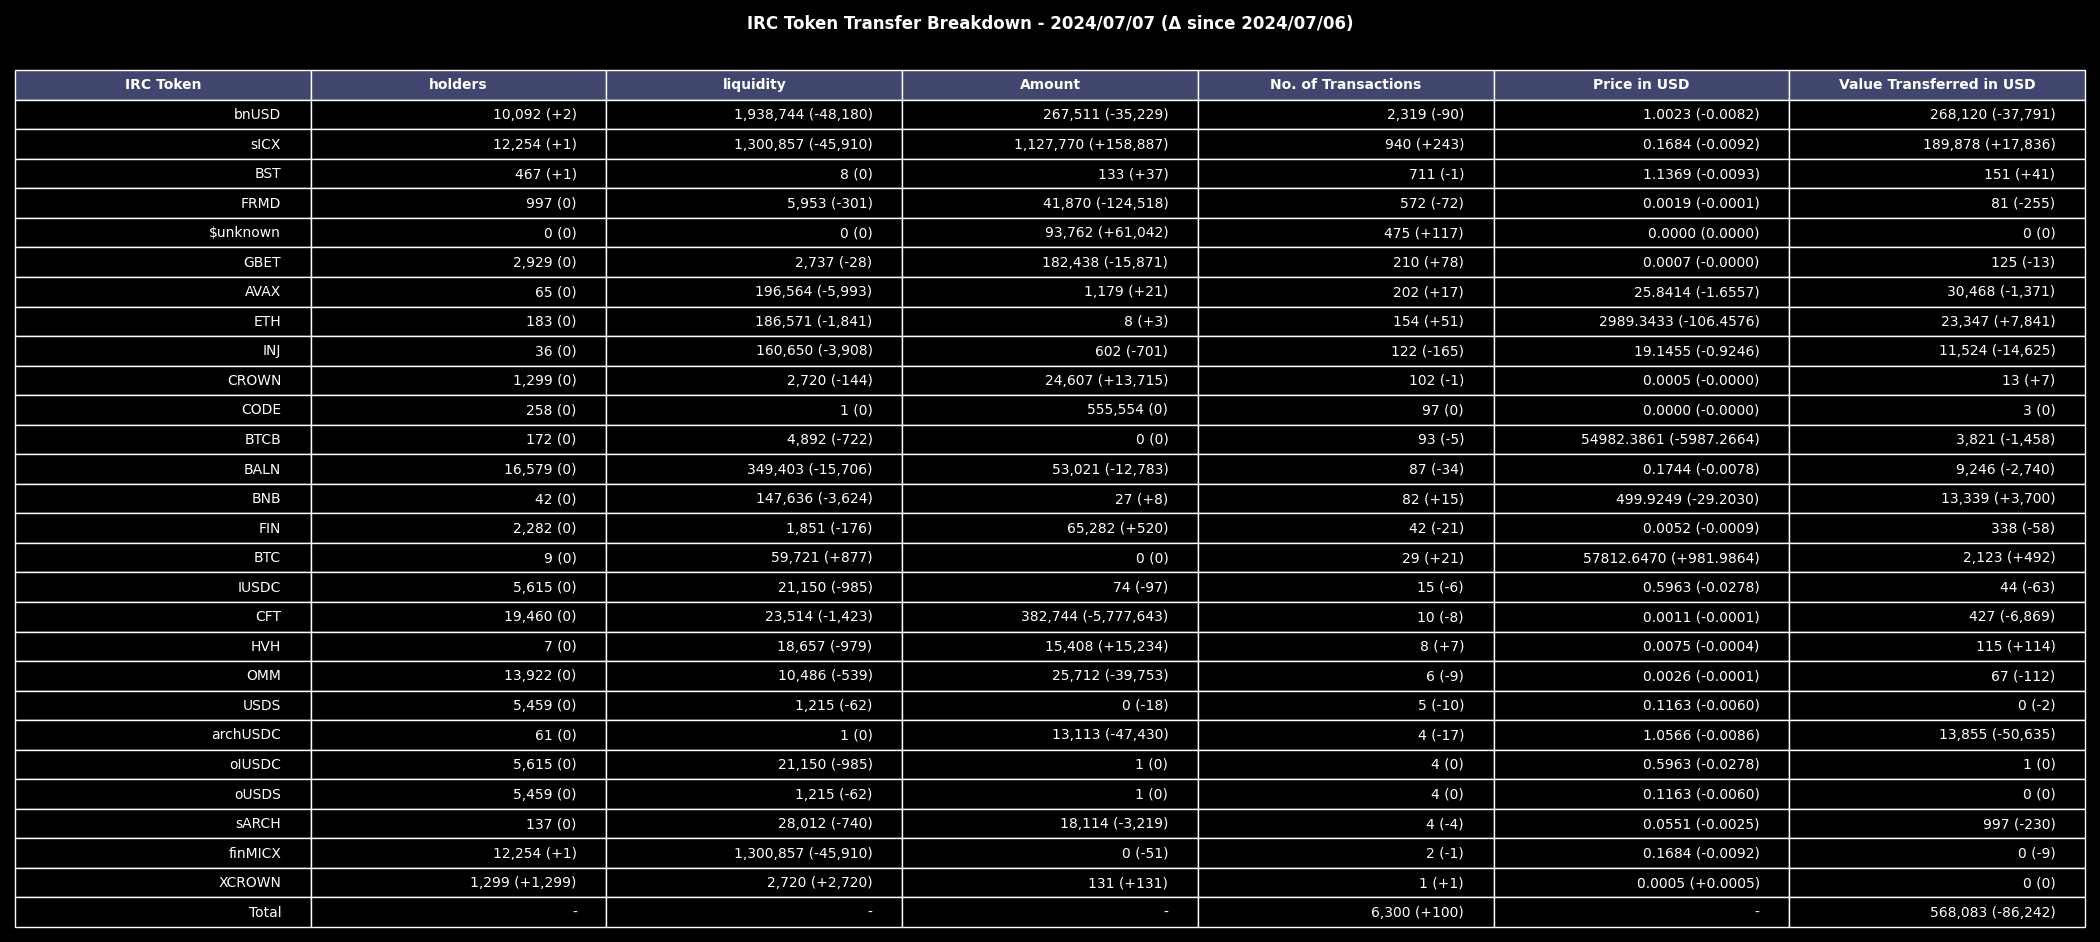 IRC Token Transfer Breakdown - 2024/07/07 (Δ since 2024/07/06)
IRC Token holders liquidity Amount No. of Transactions Price in USD Value Transferred in USD
bnUSD 10,092 (+2) 1,938,744 (-48,180) 267,511 (-35,229) 2,319 (-90) 1.0023 (-0.0082) 268,120 (-37,791)
sICX 12,254 (+1) 1,300,857 (-45,910) 1,127,770 (+158,887) 940 (+243) 0.1684 (-0.0092) 189,878 (+17,836)
BST 467 (+1) 8 (0) 133 (+37) 711 (-1) 1.1369 (-0.0093) 151 (+41)
FRMD 997 (0) 5,953 (-301) 41,870 (-124,518) 572 (-72) 0.0019 (-0.0001) 81 (-255)
$unknown 0 (0) 0 (0) 93,762 (+61,042) 475 (+117) 0.0000 (0.0000) 0 (0)
GBET 2,929 (0) 2,737 (-28) 182,438 (-15,871) 210 (+78) 0.0007 (-0.0000) 125 (-13)
AVAX 65 (0) 196,564 (-5,993) 1,179 (+21) 202 (+17) 25.8414 (-1.6557) 30,468 (-1,371)
ETH 183 (0) 186,571 (-1,841) 8 (+3) 154 (+51) 2989.3433 (-106.4576) 23,347 (+7,841)
INJ 36 (0) 160,650 (-3,908) 602 (-701) 122 (-165) 19.1455 (-0.9246) 11,524 (-14,625)
CROWN 1,299 (0) 2,720 (-144) 24,607 (+13,715) 102 (-1) 0.0005 (-0.0000) 13 (+7)
CODE 258 (0) 1 (0) 555,554 (0) 97 (0) 0.0000 (-0.0000) 3 (0)
BTCB 172 (0) 4,892 (-722) 0 (0) 93 (-5) 54982.3861 (-5987.2664) 3,821 (-1,458)
BALN 16,579 (0) 349,403 (-15,706) 53,021 (-12,783) 87 (-34) 0.1744 (-0.0078) 9,246 (-2,740)
BNB 42 (0) 147,636 (-3,624) 27 (+8) 82 (+15) 499.9249 (-29.2030) 13,339 (+3,700)
FIN 2,282 (0) 1,851 (-176) 65,282 (+520) 42 (-21) 0.0052 (-0.0009) 338 (-58)
BTC 9 (0) 59,721 (+877) 0 (0) 29 (+21) 57812.6470 (+981.9864) 2,123 (+492)
IUSDC 5,615 (0) 21,150 (-985) 74 (-97) 15 (-6) 0.5963 (-0.0278) 44 (-63)
CFT 19,460 (0) 23,514 (-1,423) 382,744 (-5,777,643) 10 (-8) 0.0011 (-0.0001) 427 (-6,869)
HVH 7 (0) 18,657 (-979) 15,408 (+15,234) 8 (+7) 0.0075 (-0.0004) 115 (+114)
OMM 13,922 (0) 10,486 (-539) 25,712 (-39,753) 6 (-9) 0.0026 (-0.0001) 67 (-112)
USDS 5,459 (0) 1,215 (-62) 0 (-18) 5 (-10) 0.1163 (-0.0060) 0 (-2)
archUSDC 61 (0) 1 (0) 13,113 (-47,430) 4 (-17) 1.0566 (-0.0086) 13,855 (-50,635)
oIUSDC 5,615 (0) 21,150 (-985) 1 (0) 4 (0) 0.5963 (-0.0278) 1 (0)
oUSDS 5,459 (0) 1,215 (-62) 1 (0) 4 (0) 0.1163 (-0.0060) 0 (0)
sARCH 137 (0) 28,012 (-740) 18,114 (-3,219) 4 (-4) 0.0551 (-0.0025) 997 (-230)
finMICX 12,254 (+1) 1,300,857 (-45,910) 0 (-51) 2 (-1) 0.1684 (-0.0092) 0 (-9)
XCROWN 1,299 (+1,299) 2,720 (+2,720) 131 (+131) 1 (+1) 0.0005 (+0.0005) 0 (0)
Total - - - 6,300 (+100) - 568,083 (-86,242)